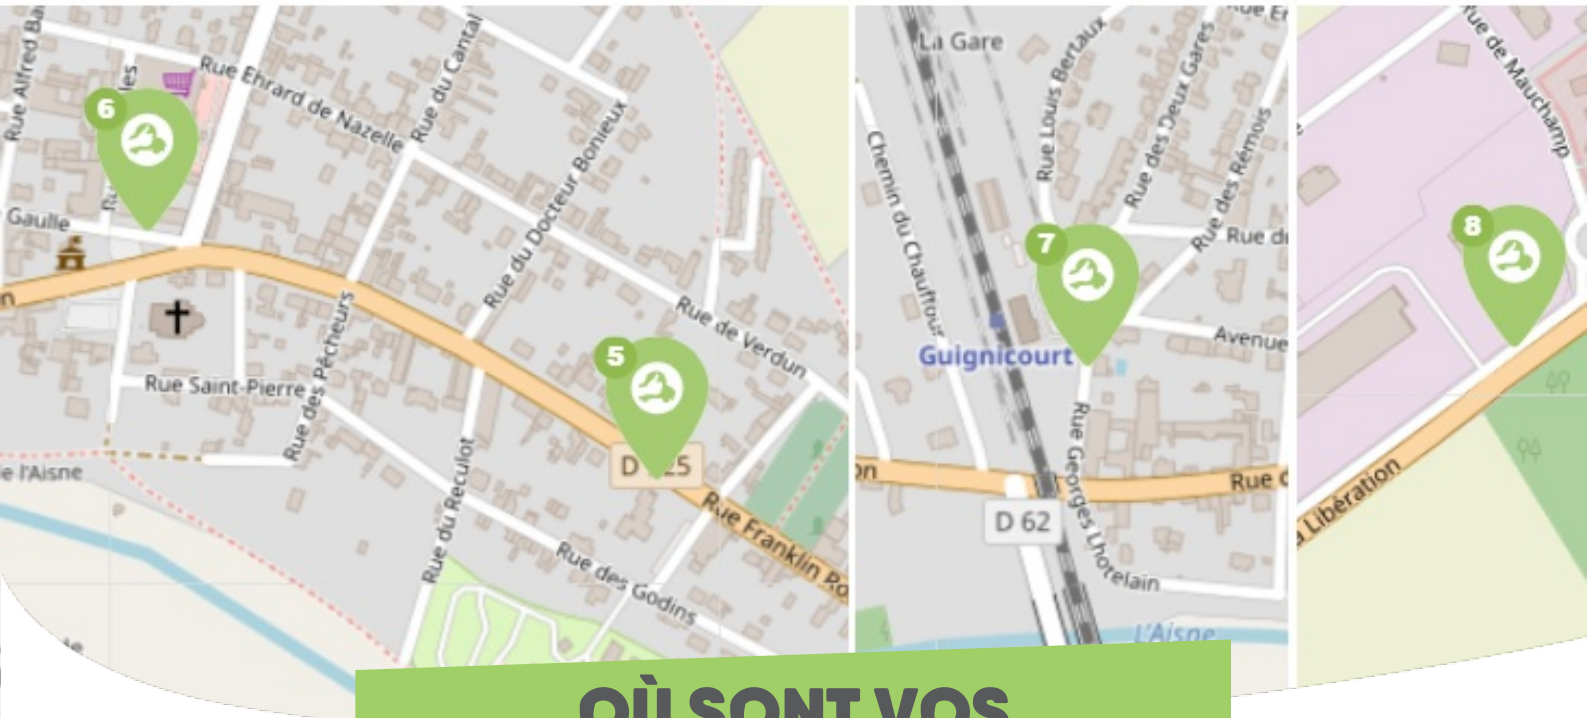 Rue Alfred Ba
les
Rue Ehrard de Nazelle
Rue du Cantal
6
Gaulle
Rue du Docteur Bonieux
Rue de Verdun
Rue Saint-Pierre
Rue des Pêcheurs
5
Rue du Reculot
Rue Franklin Ro
Rue des Godins
de l'Aisne
La Gare
Rue Louis Bertaux
Rue des Deux Gares
Rue des Rémois
Chemin du Chauffour
7
Rue du
Guignicourt
Avenue
Rue Georges Lhotelain
D 62
L'Aisne
Rue de Mauchamp
8
a Libération
OÙ SONT VOS